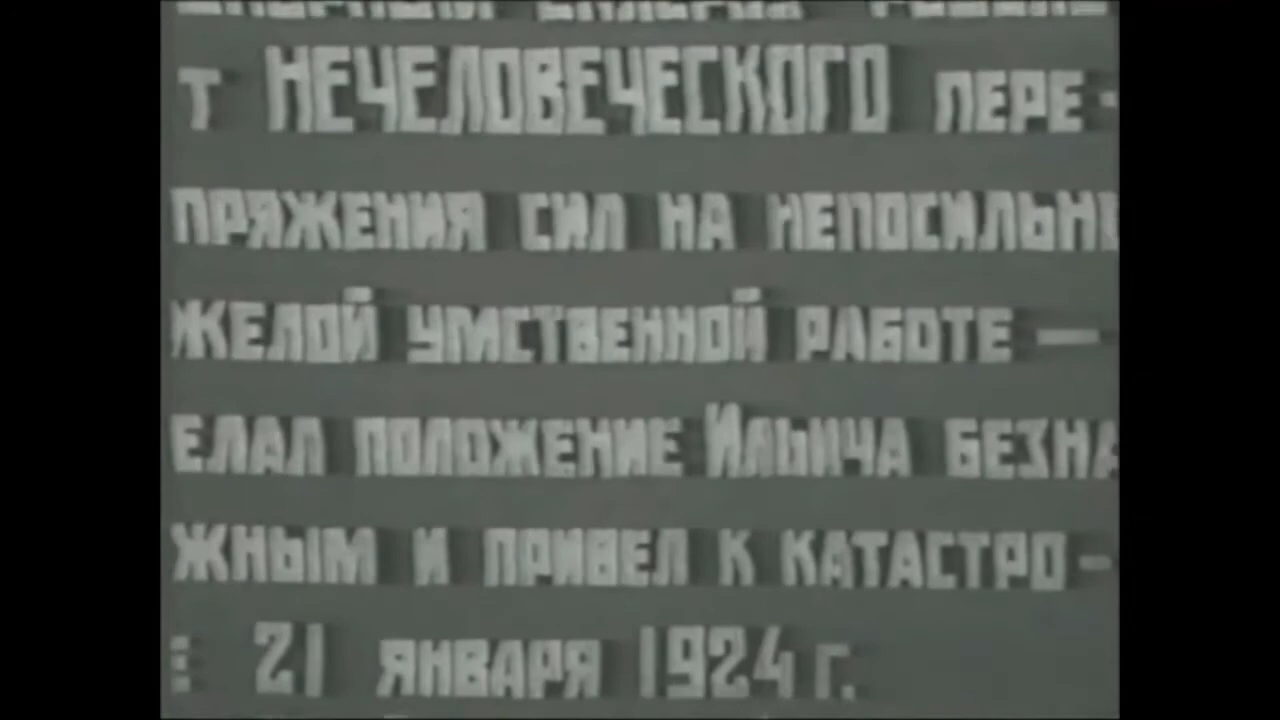 т НЕЧЕЛОВЕЧЕСКОГО ПЕРЕ-
ПРЯЖЕНИЯ СИЛ НА НЕПОСИЛЬН
ЖЕЛОЙ УМСТВЕННОЙ РАБОТЕ —
ЕЛАЛ ПОЛОЖЕНИЕ ИЛЬИЧА БЕЗНА
ЖНЫМ И ПРИВЕЛ К КАТАСТРО-
Е 21 ЯНВАРЯ 1924 г.